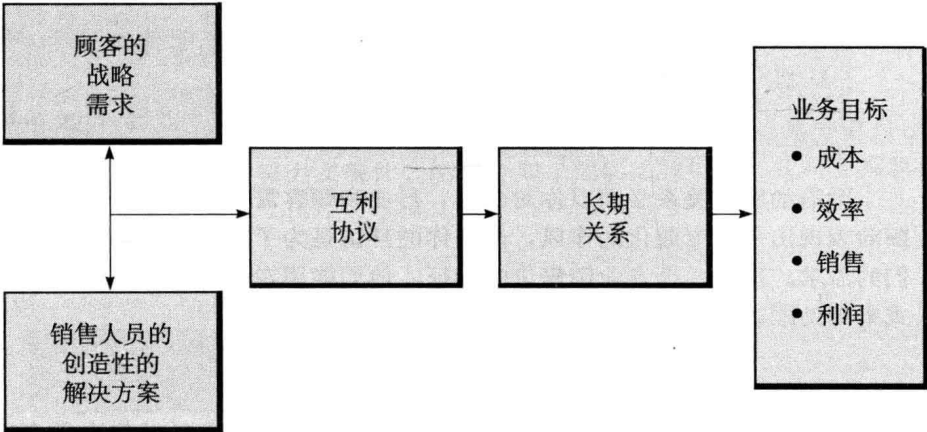 顾客的
战略
需求
销售人员的
创造性的
解决方案
互利
协议
长期
关系
业务目标
• 成本
• 效率
• 销售
• 利润